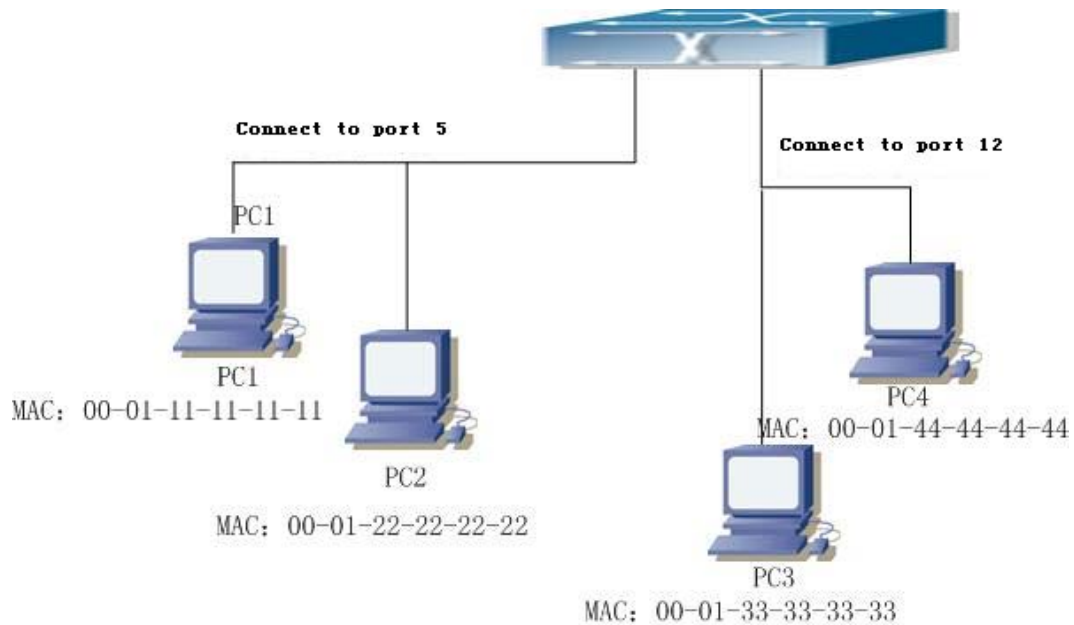 Connect to port 5
Connect to port 12
PC1
PC1
MAC: 00-01-11-11-11-11
PC2
MAC: 00-01-22-22-22-22
PC4
MAC: 00-01-44-44-44-44
PC3
MAC: 00-01-33-33-33-33